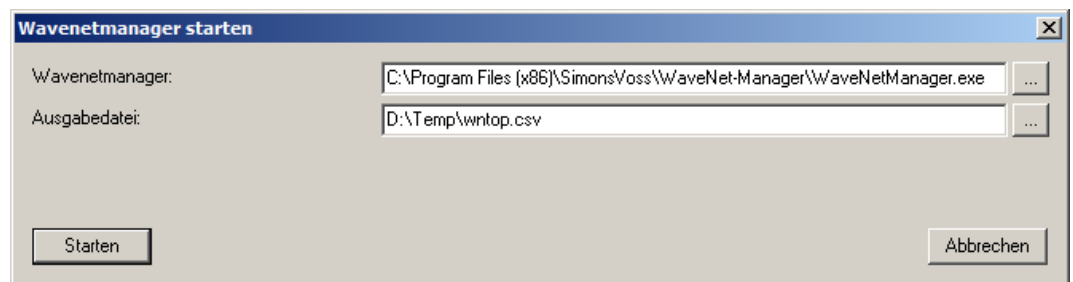 Wavenetmanager starten
Wavenetmanager: C:\Program Files (x86)\SimonsVoss\WaveNet-Manager\WaveNetManager.exe ...
Ausgabedatei: D:\Temp\wntop.csv ...
Starten Abbrechen